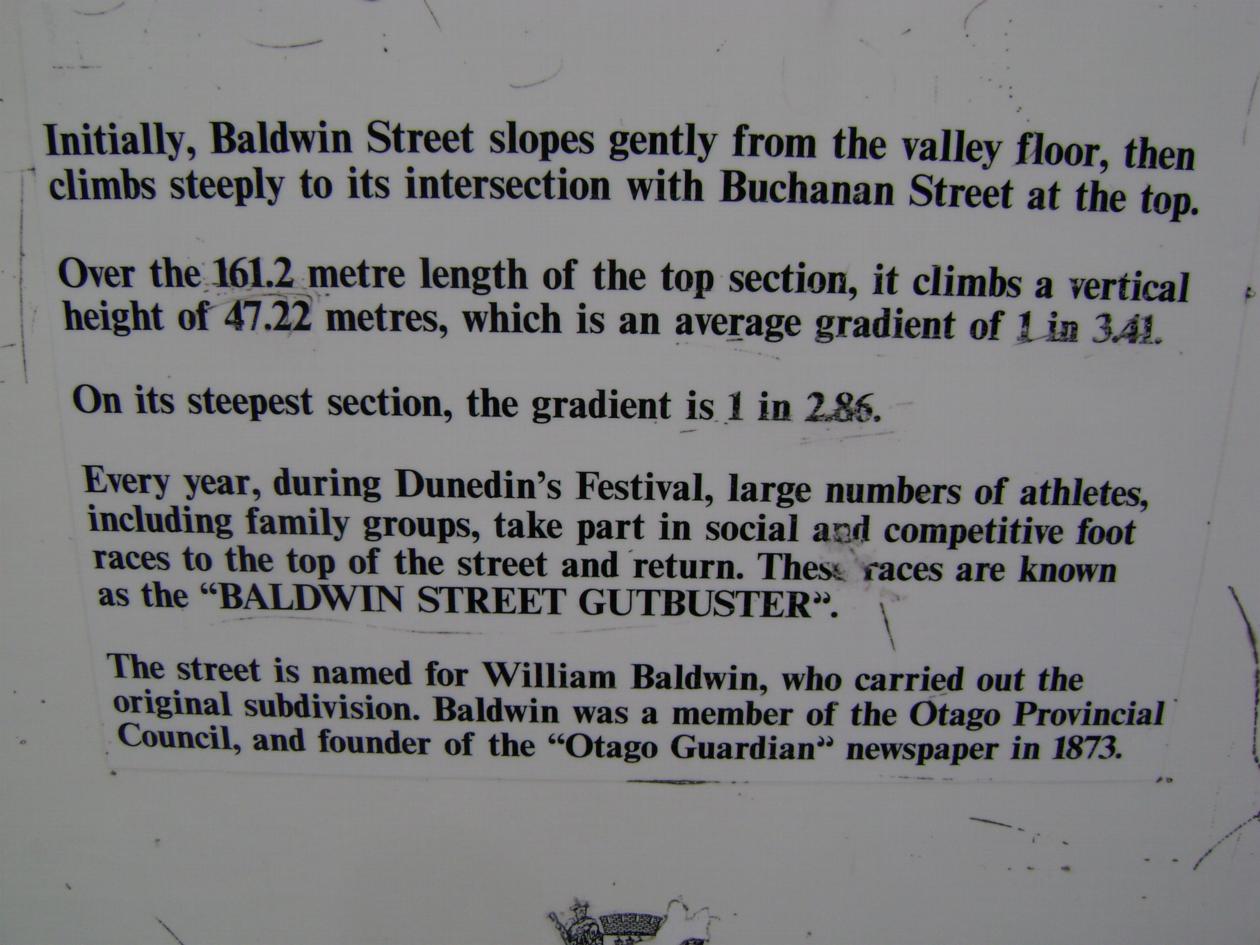 Initially, Baldwin Street slopes gently from the valley floor, then
climbs steeply to its intersection with Buchanan Street at the top.
Over the 161.2 metre length of the top section, it climbs a vertical
height of 47.22 metres, which is an average gradient of 1 in 3.41.
On its steepest section, the gradient is 1 in 2.86.
Every year, during Dunedin's Festival, large numbers of athletes,
including family groups, take part in social and competitive foot
races to the top of the street and return. These races are known
as the “BALDWIN STREET GUTBUSTER”.
The street is named for William Baldwin, who carried out the
original subdivision. Baldwin was a member of the Otago Provincial
Council, and founder of the “Otago Guardian” newspaper in 1873.